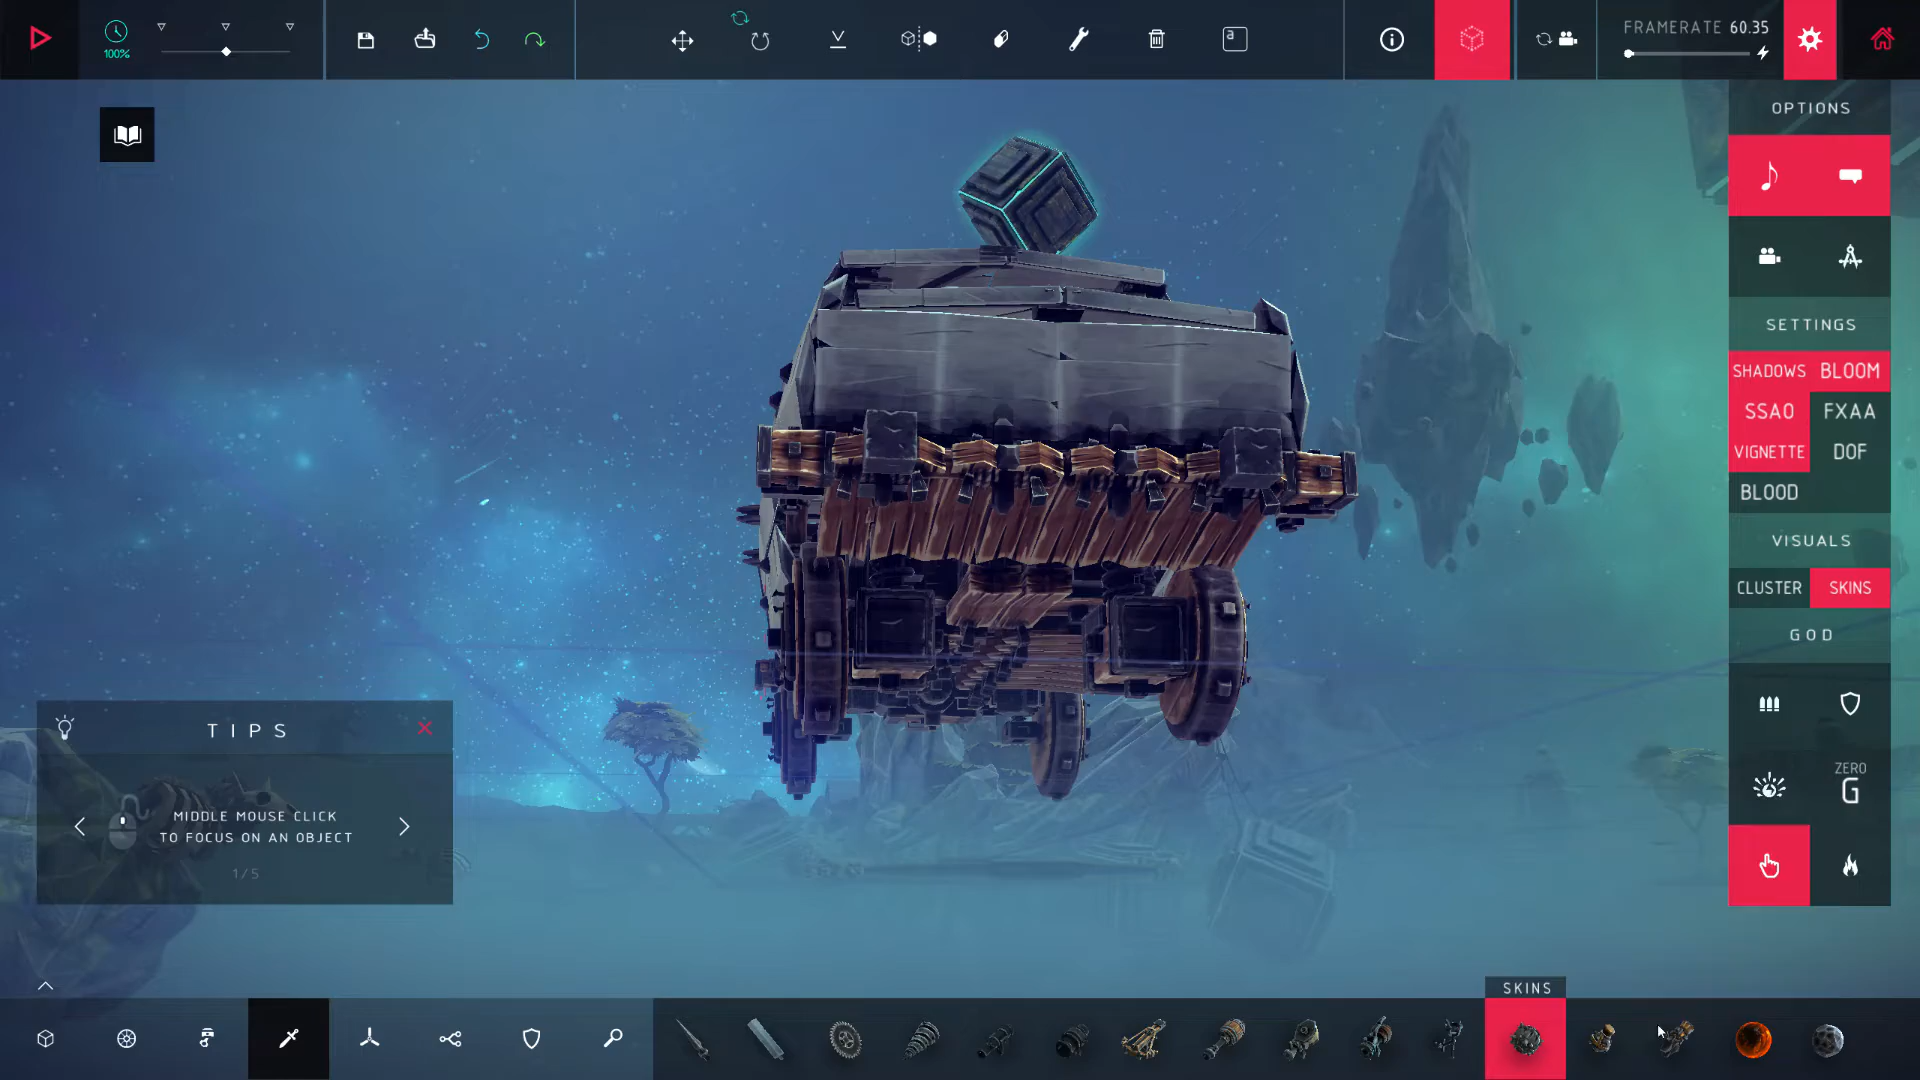 100%
FRAMERATE 60.35
OPTIONS
SETTINGS
SHADOWS BLOOM
SSAO FXAA
VIGNETTE DOF
BLOOD
VISUALS
CLUSTER SKINS
GOD
ZERO
G
TIPS
MIDDLE MOUSE CLICK
TO FOCUS ON AN OBJECT
1/5
SKINS
a